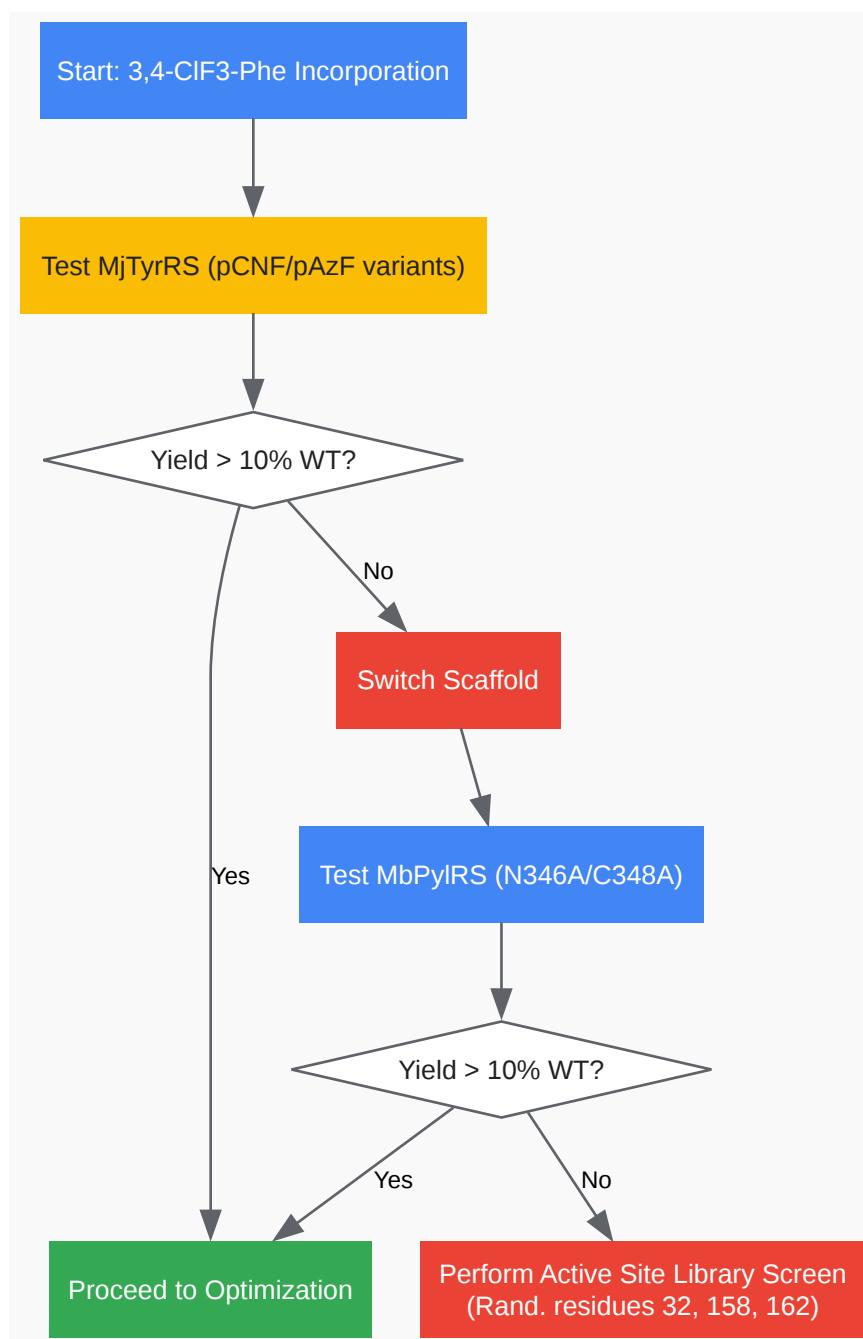 Start: 3,4-ClF3-Phe Incorporation
Test MjTyrRS (pCNF/pAzF variants)
Yield > 10% WT?
No
Switch Scaffold
Test MbPylRS (N346A/C348A)
Yes
Yield > 10% WT?
Yes
No
Proceed to Optimization
Perform Active Site Library Screen
(Rand. residues 32, 158, 162)